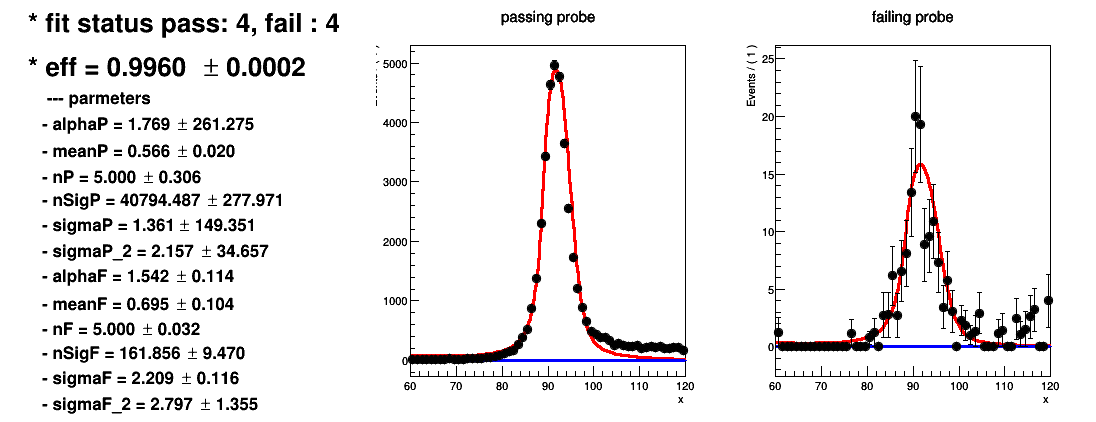 * fit status pass: 4, fail : 4
* eff = 0.9960 ± 0.0002
--- parmeters
- alphaP = 1.769 ± 261.275
- meanP = 0.566 ± 0.020
- nP = 5.000 ± 0.306
- nSigP = 40794.487 ± 277.971
- sigmaP = 1.361 ± 149.351
- sigmaP_2 = 2.157 ± 34.657
- alphaF = 1.542 ± 0.114
- meanF = 0.695 ± 0.104
- nF = 5.000 ± 0.032
- nSigF = 161.856 ± 9.470
- sigmaF = 2.209 ± 0.116
- sigmaF_2 = 2.797 ± 1.355
passing probe
5000
4000
3000
2000
1000
0
60 70 80 90 100 110 120
x
failing probe
Events / ( 1 )
25
20
15
10
5
0
60 70 80 90 100 110 120
x